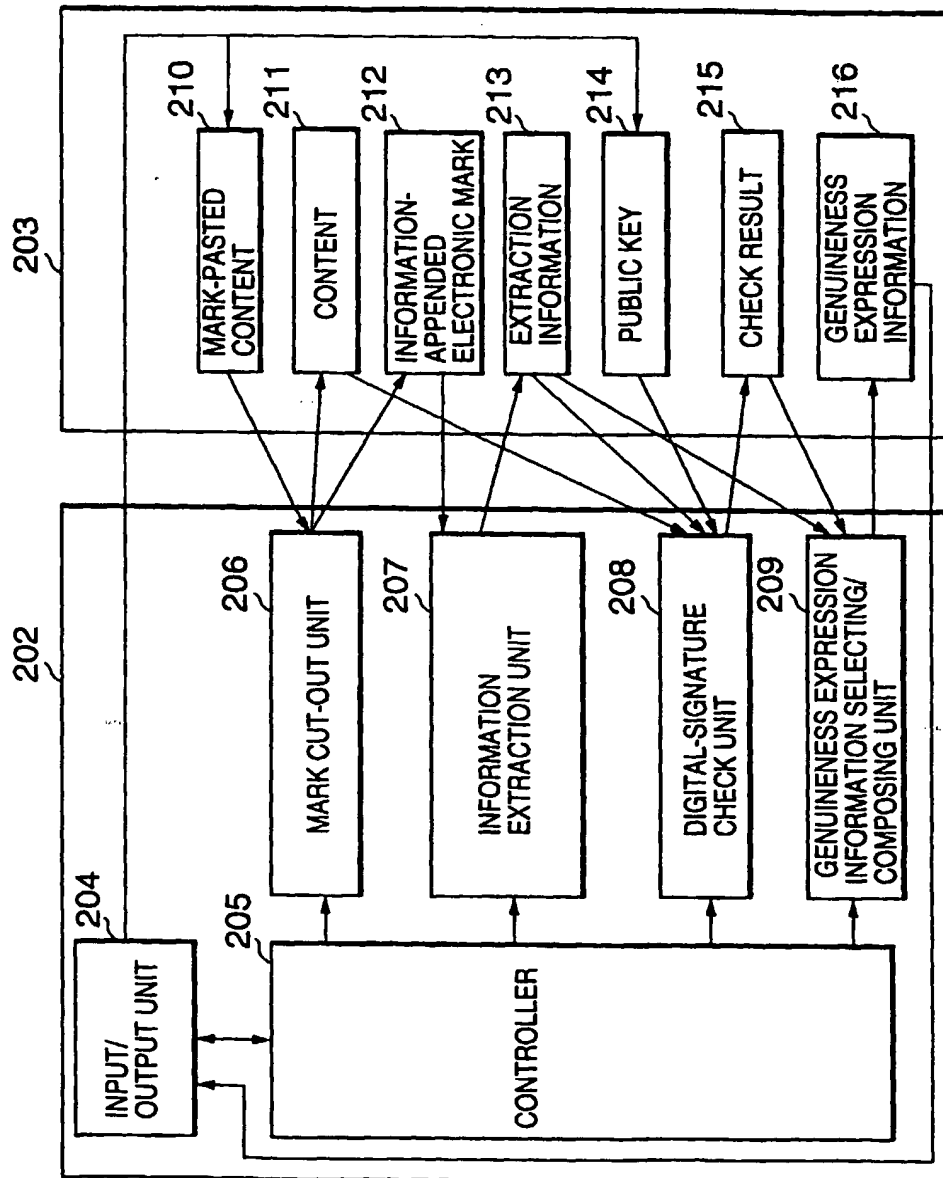 203
210
MARK-PASTED
CONTENT
211
CONTENT
212
INFORMATION-
APPENDED
ELECTRONIC MARK
213
EXTRACTION
INFORMATION
214
PUBLIC KEY
215
CHECK RESULT
216
GENUINENESS
EXPRESSION
INFORMATION
202
206
MARK CUT-OUT UNIT
207
INFORMATION
EXTRACTION UNIT
208
DIGITAL-SIGNATURE
CHECK UNIT
209
GENUINENESS EXPRESSION
INFORMATION SELECTING/
COMPOSING UNIT
204
INPUT/
OUTPUT UNIT
205
CONTROLLER